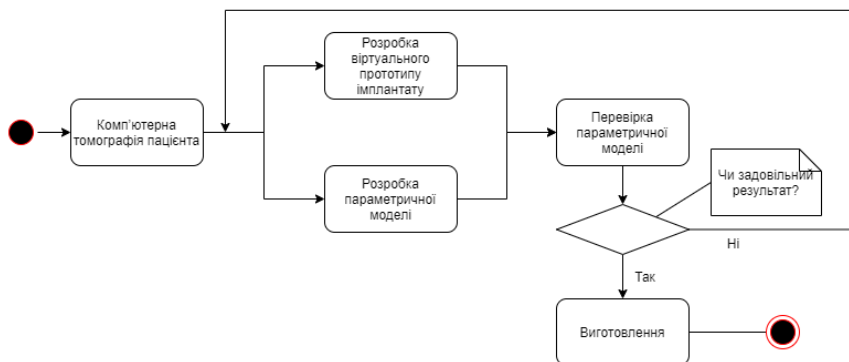 Розробка
віртуального
прототипу
імплантату
Комп'ютерна
томографія пацієнта
Перевірка
параметричної
моделі
Розробка
параметричної
моделі
Чи задовільний
результат?
Ні
Так
Виготовлення